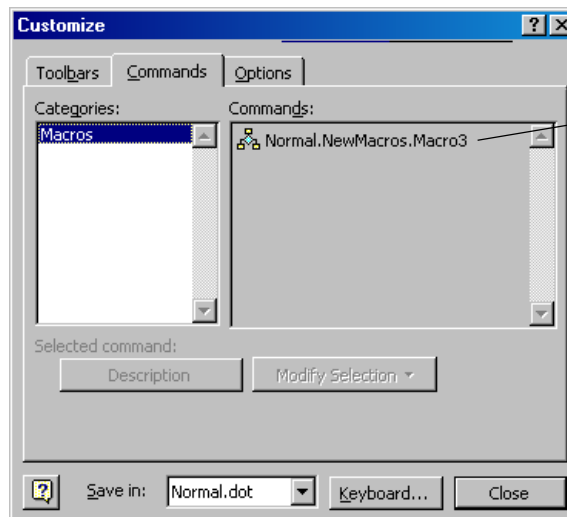 Customize
Toolbars Commands Options
Categories: Commands:
Macros Normal.NewMacros.Macro3
Selected command:
Description Modify Selection
Save in: Normal.dot Keyboard... Close